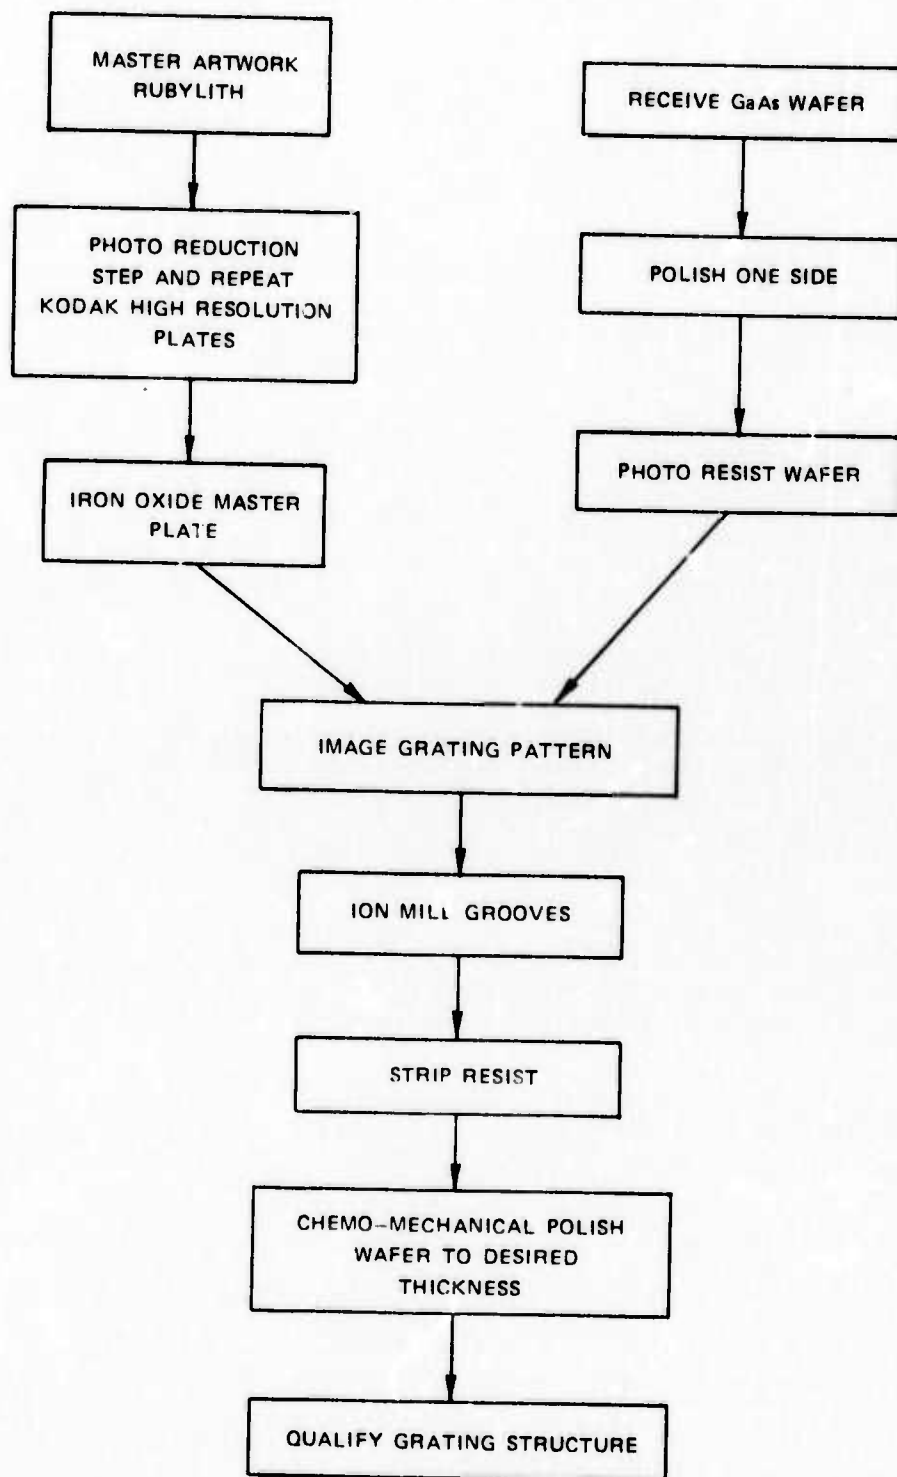 MASTER ARTWORK
RUBYLITH
PHOTO REDUCTION
STEP AND REPEAT
KODAK HIGH RESOLUTION
PLATES
IRON OXIDE MASTER
PLATE
RECEIVE GaAs WAFER
POLISH ONE SIDE
PHOTO RESIST WAFER
IMAGE GRATING PATTERN
ION MILL GROOVES
STRIP RESIST
CHEMO-MECHANICAL POLISH
WAFER TO DESIRED
THICKNESS
QUALIFY GRATING STRUCTURE